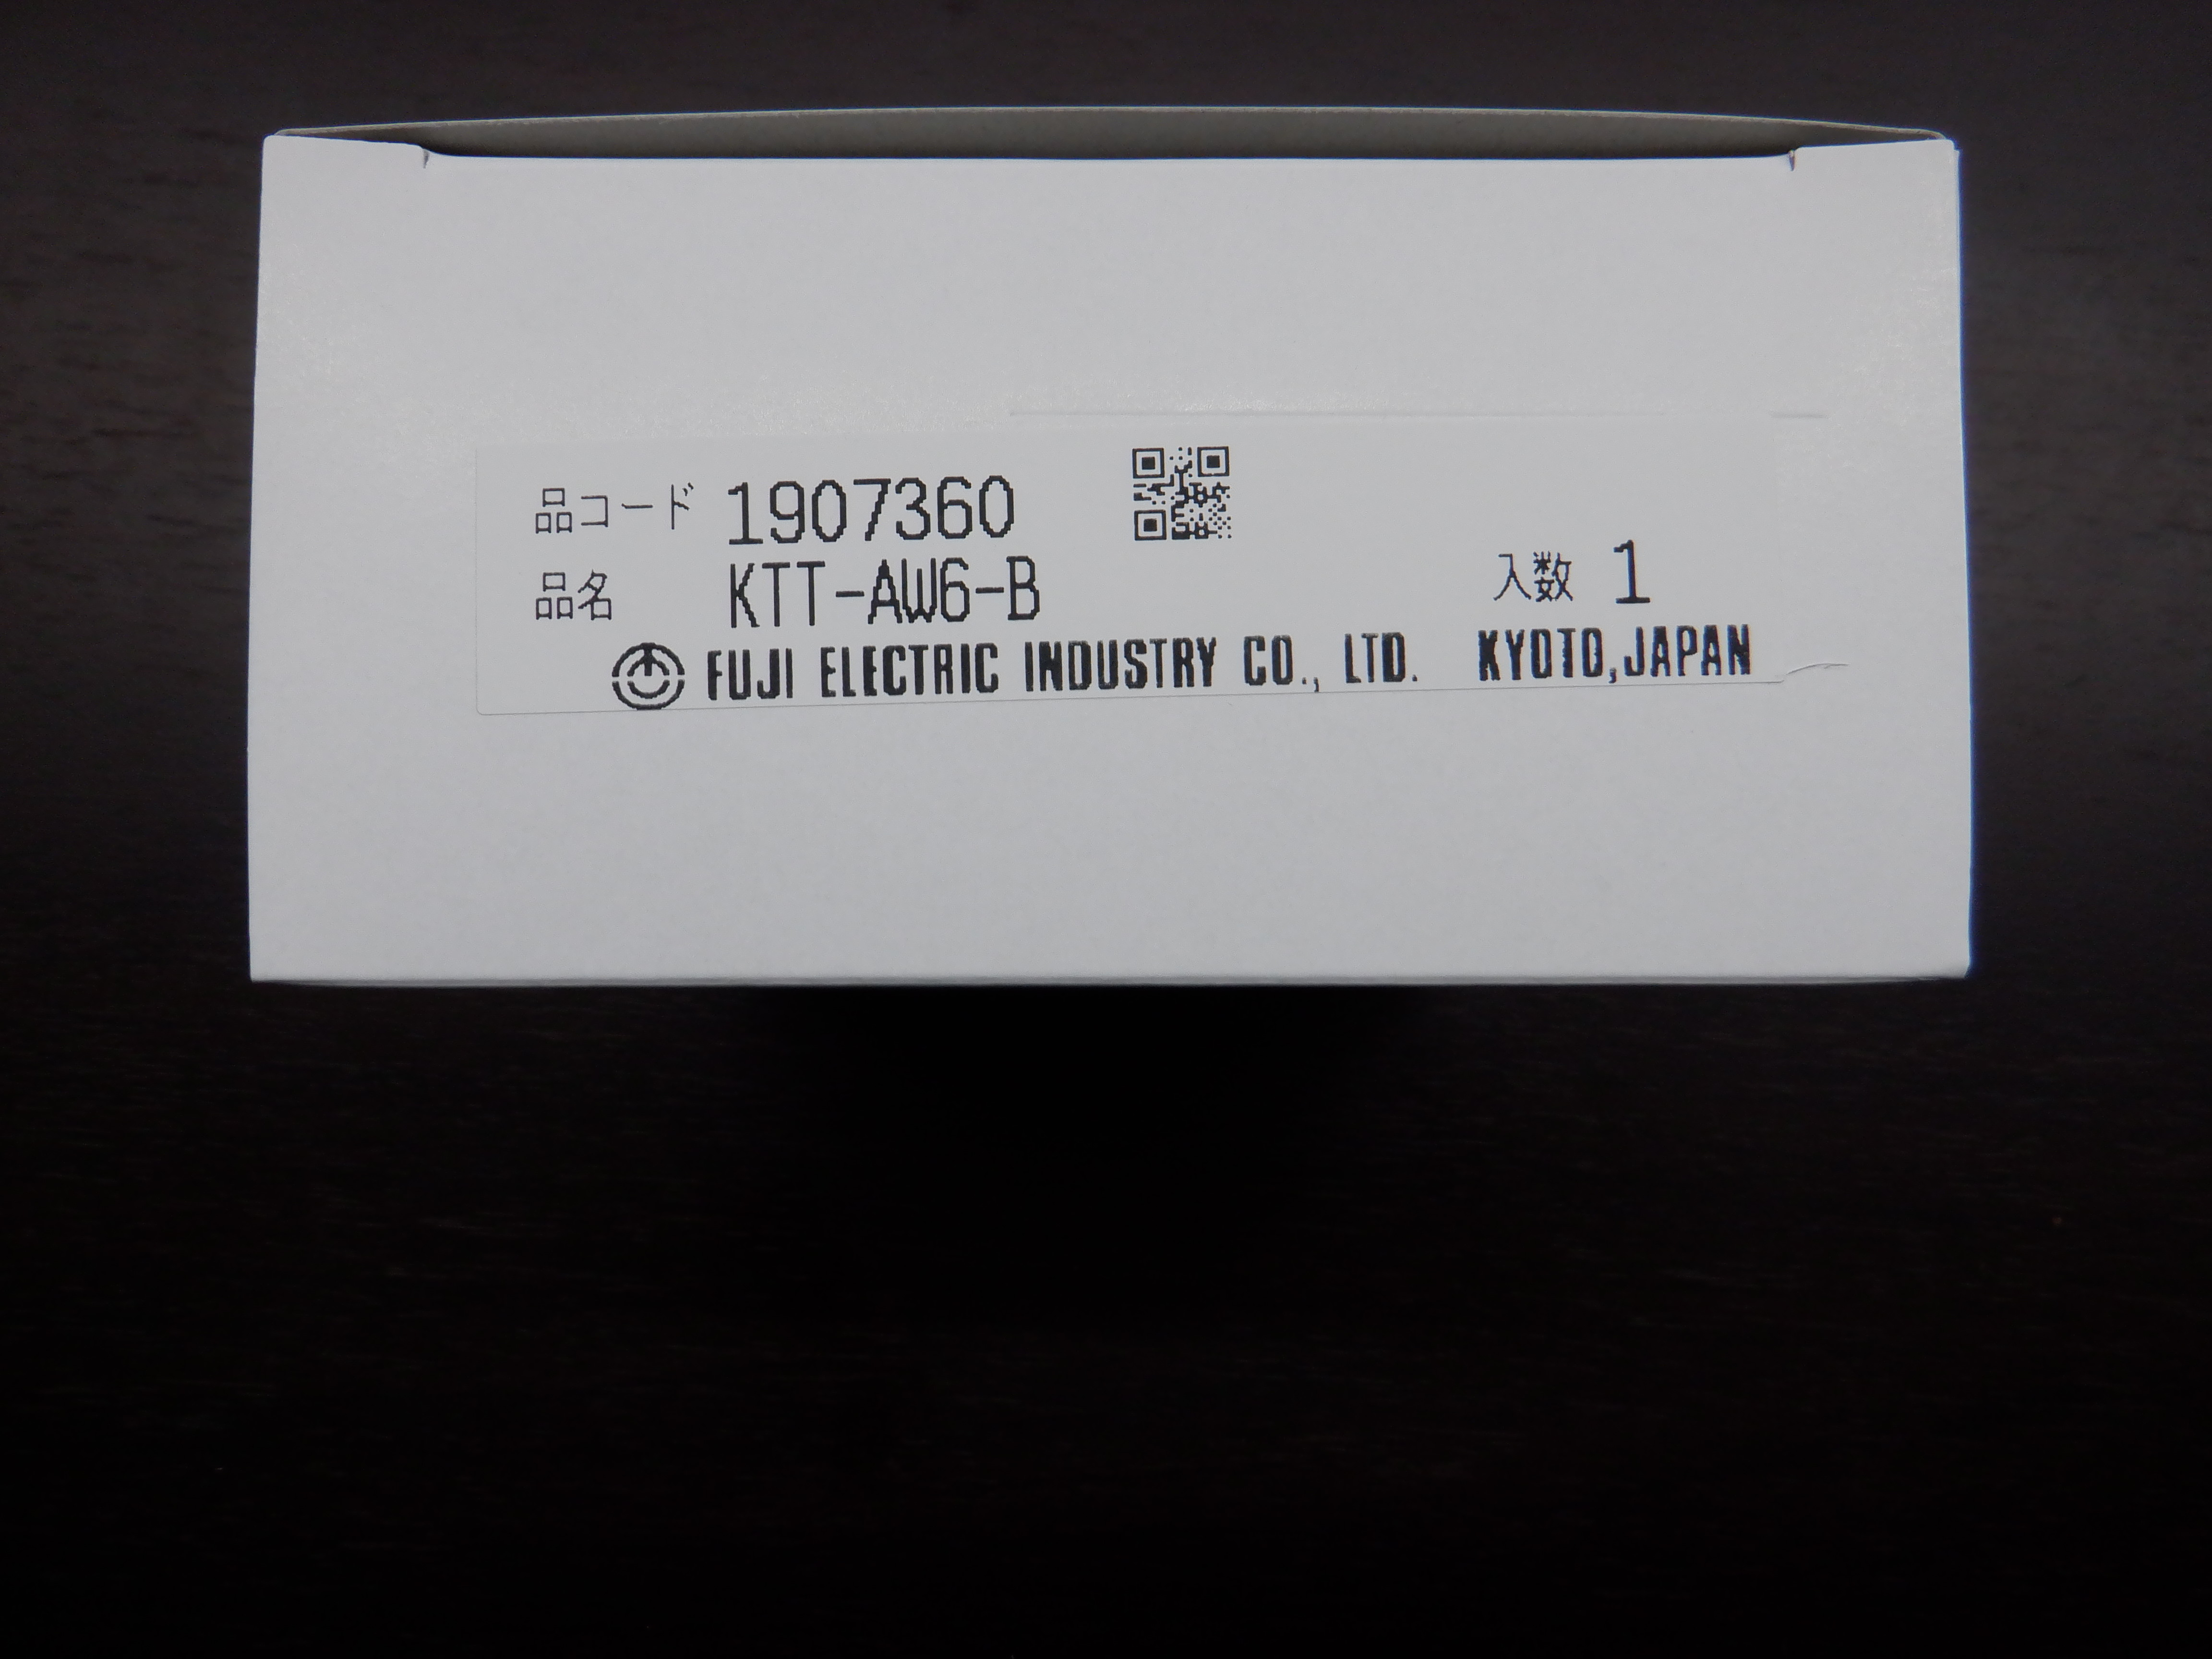 品コード 1907360
品名 KTT-AW6-B
入数 1
FUJI ELECTRIC INDUSTRY CO., LTD. KYOTO,JAPAN